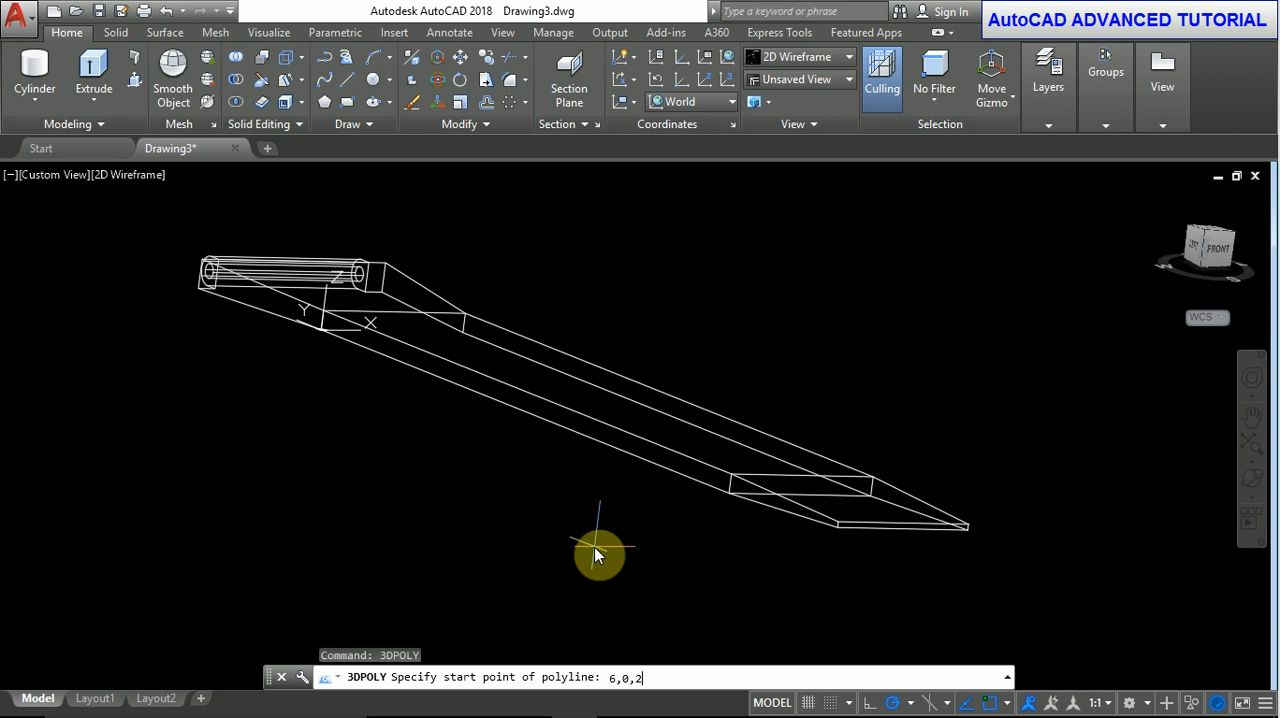 Autodesk AutoCAD 2018 Drawing3.dwg
Type a keyword or phrase
Sign In
AutoCAD ADVANCED TUTORIAL
Home Solid Surface Mesh Visualize Parametric Insert Annotate View Manage Output Add-ins A360 Express Tools Featured Apps
Cylinder
Extrude
Smooth Object
Section Plane
2D Wireframe
Unsaved View
World
Culling
No Filter
Move Gizmo
Layers
Groups
View
Modeling Mesh Solid Editing Draw Modify Section Coordinates View Selection
Start Drawing3*
[−][Custom View][2D Wireframe]
LEFT FRONT
Z
Y X
WCS
Command: 3DPOLY
3DPOLY Specify start point of polyline: 6,0,2
Model Layout1 Layout2 +
MODEL
1:1